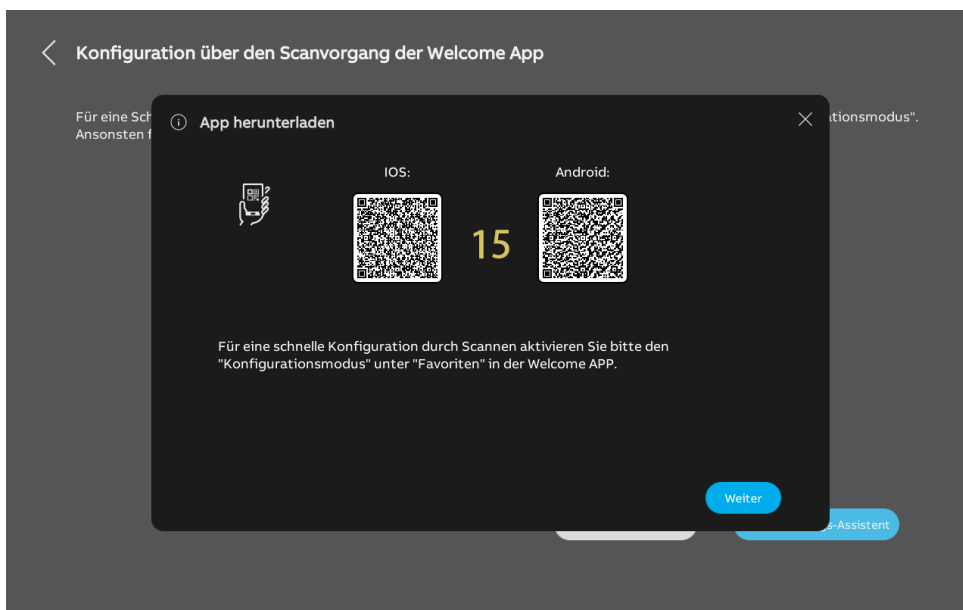 Konfiguration über den Scanvorgang der Welcome App
Für eine Sch
tionsmodus".
Ansonsten f
App herunterladen
IOS:
Android:
15
Für eine schnelle Konfiguration durch Scannen aktivieren Sie bitte den
"Konfigurationsmodus" unter "Favoriten" in der Welcome APP.
Weiter
s-Assistent